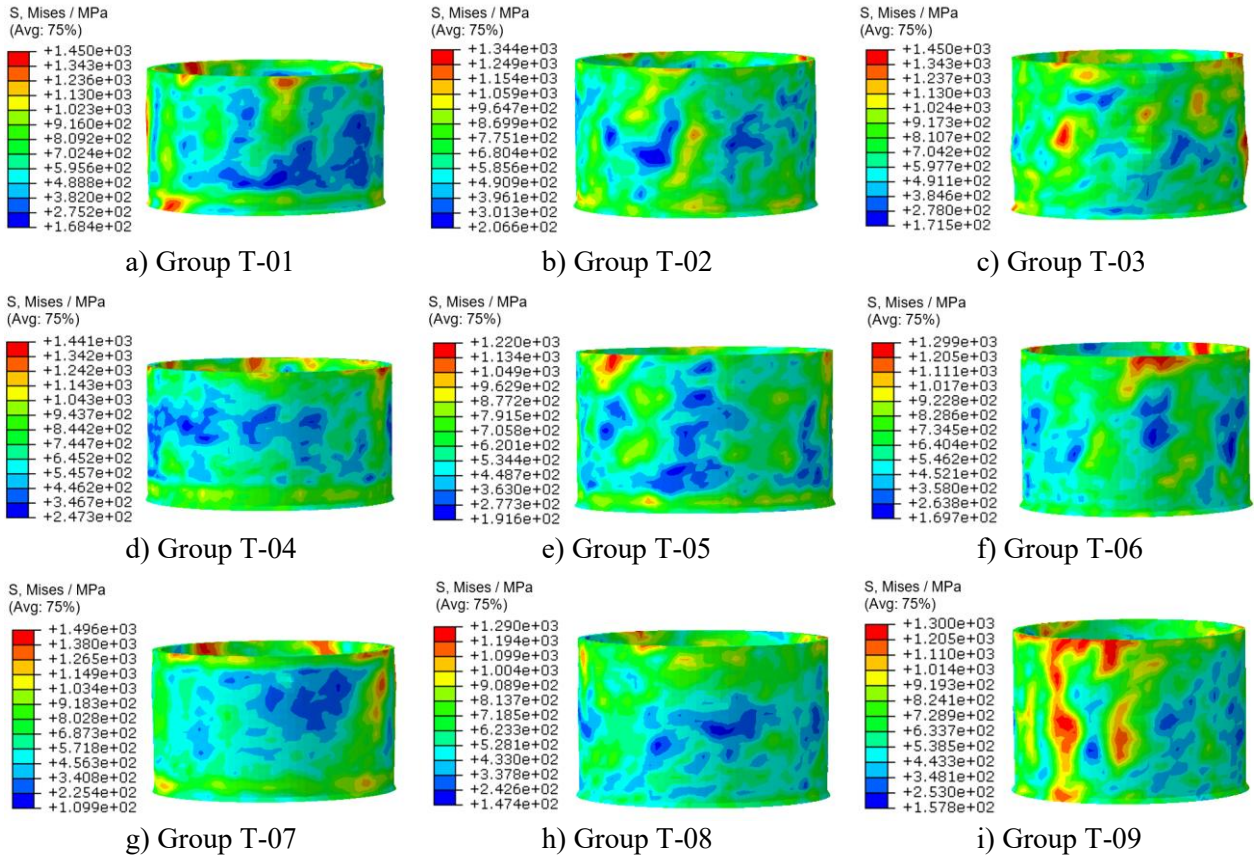 S, Mises / MPa
(Avg: 75%)
+1.450e+03
+1.343e+03
+1.236e+03
+1.130e+03
+1.023e+03
+9.160e+02
+8.092e+02
+7.024e+02
+5.956e+02
+4.888e+02
+3.820e+02
+2.752e+02
+1.684e+02
a) Group T-01
S, Mises / MPa
(Avg: 75%)
+1.344e+03
+1.249e+03
+1.154e+03
+1.059e+03
+9.647e+02
+8.699e+02
+7.751e+02
+6.804e+02
+5.856e+02
+4.909e+02
+3.961e+02
+3.013e+02
+2.066e+02
b) Group T-02
S, Mises / MPa
(Avg: 75%)
+1.450e+03
+1.343e+03
+1.237e+03
+1.130e+03
+1.024e+03
+9.173e+02
+8.107e+02
+7.042e+02
+5.977e+02
+4.911e+02
+3.846e+02
+2.780e+02
+1.715e+02
c) Group T-03
S, Mises / MPa
(Avg: 75%)
+1.441e+03
+1.342e+03
+1.242e+03
+1.143e+03
+1.043e+03
+9.437e+02
+8.442e+02
+7.447e+02
+6.452e+02
+5.457e+02
+4.462e+02
+3.467e+02
+2.473e+02
d) Group T-04
S, Mises / MPa
(Avg: 75%)
+1.220e+03
+1.134e+03
+1.049e+03
+9.629e+02
+8.772e+02
+7.915e+02
+7.058e+02
+6.201e+02
+5.344e+02
+4.487e+02
+3.630e+02
+2.773e+02
+1.916e+02
e) Group T-05
S, Mises / MPa
(Avg: 75%)
+1.299e+03
+1.205e+03
+1.111e+03
+1.017e+03
+9.228e+02
+8.286e+02
+7.345e+02
+6.404e+02
+5.462e+02
+4.521e+02
+3.580e+02
+2.638e+02
+1.697e+02
f) Group T-06
S, Mises / MPa
(Avg: 75%)
+1.496e+03
+1.380e+03
+1.265e+03
+1.149e+03
+1.034e+03
+9.183e+02
+8.028e+02
+6.873e+02
+5.718e+02
+4.563e+02
+3.408e+02
+2.254e+02
+1.099e+02
g) Group T-07
S, Mises / MPa
(Avg: 75%)
+1.290e+03
+1.194e+03
+1.099e+03
+1.004e+03
+9.089e+02
+8.137e+02
+7.185e+02
+6.233e+02
+5.281e+02
+4.330e+02
+3.378e+02
+2.426e+02
+1.474e+02
h) Group T-08
S, Mises / MPa
(Avg: 75%)
+1.300e+03
+1.205e+03
+1.110e+03
+1.014e+03
+9.193e+02
+8.241e+02
+7.289e+02
+6.337e+02
+5.385e+02
+4.433e+02
+3.481e+02
+2.530e+02
+1.578e+02
i) Group T-09